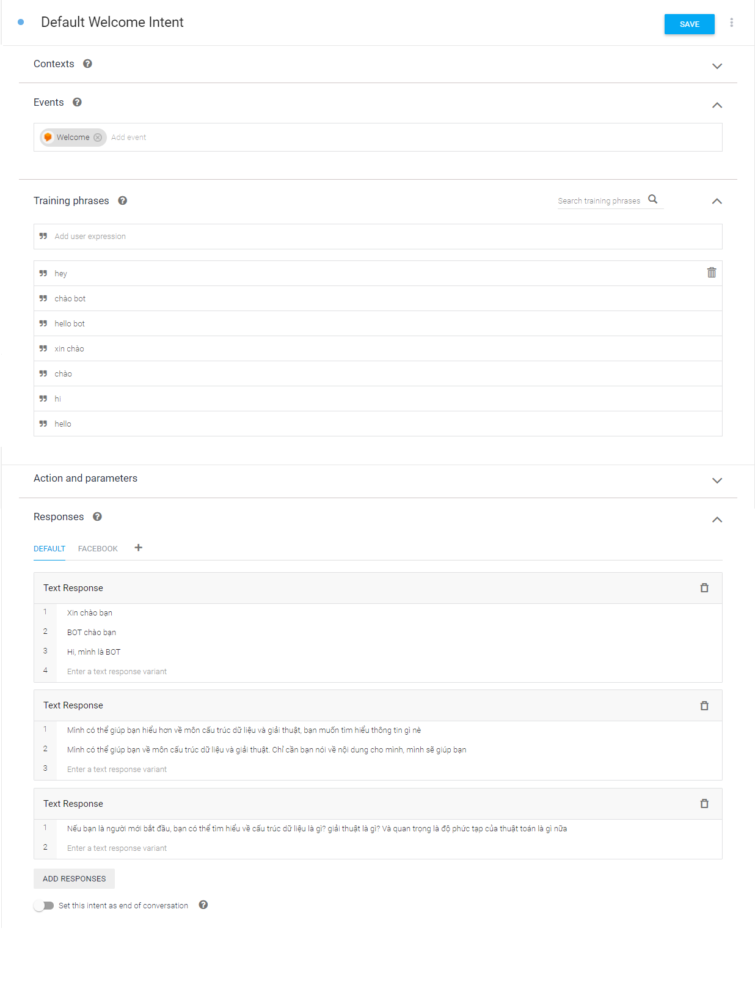 Default Welcome Intent
SAVE
Contexts
Events
Welcome Add event
Training phrases
Search training phrases
Add user expression
hey
chào bot
hello bot
xin chào
chào
hi
hello
Action and parameters
Responses
DEFAULT FACEBOOK +
Text Response
1 Xin chào bạn
2 BOT chào bạn
3 Hi, mình là BOT
4 Enter a text response variant
Text Response
1 Mình có thể giúp bạn hiểu hơn về môn cấu trúc dữ liệu và giải thuật, bạn muốn tìm hiểu thông tin gì nè
2 Mình có thể giúp bạn về môn cấu trúc dữ liệu và giải thuật. Chỉ cần bạn nói về nội dung cho mình, mình sẽ giúp bạn
3 Enter a text response variant
Text Response
1 Nếu bạn là người mới bắt đầu, bạn có thể tìm hiểu về cấu trúc dữ liệu là gì? giải thuật là gì? Và quan trọng là độ phức tạp của thuật toán là gì nữa
2 Enter a text response variant
ADD RESPONSES
Set this intent as end of conversation